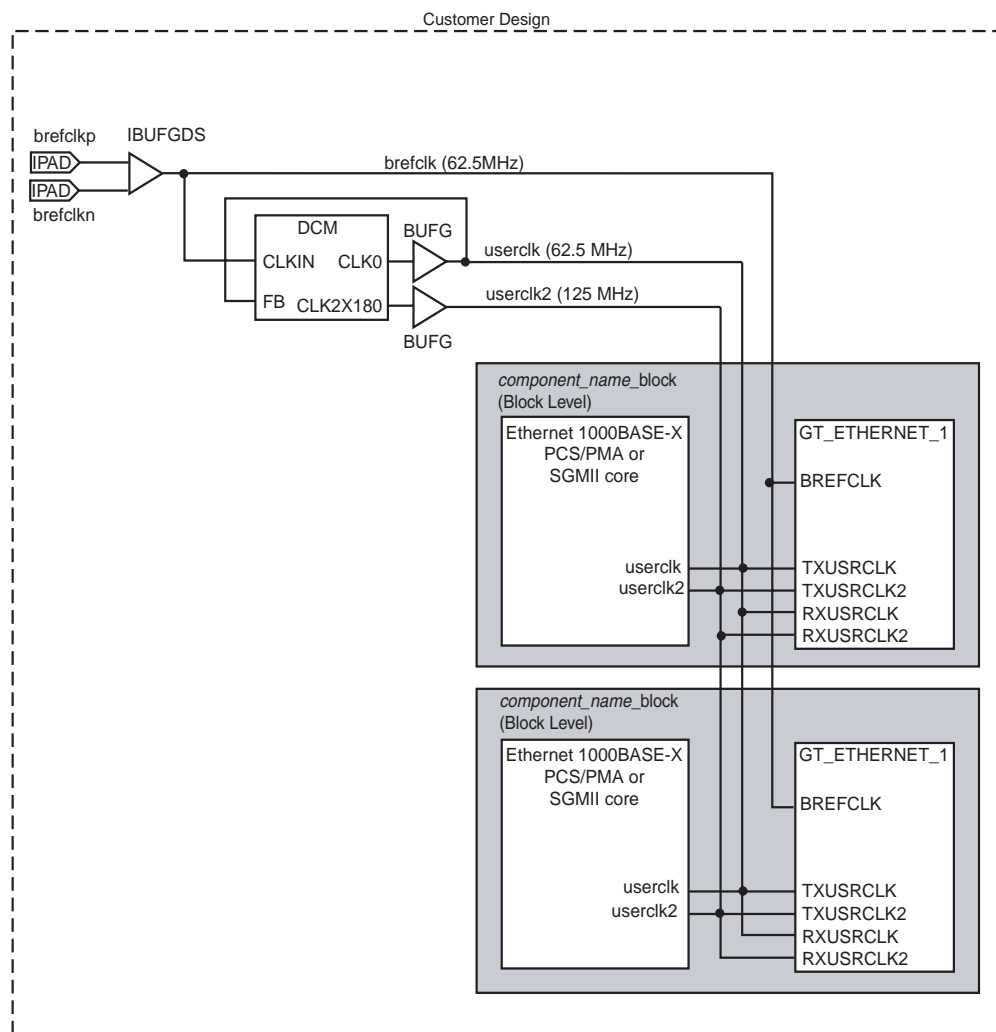 Customer Design
brefclkp
IBUFGDS
IPAD
IPAD
brefclkn
brefclk (62.5MHz)
DCM
BUFG
CLKIN
CLK0
userclk (62.5 MHz)
FB
CLK2X180
userclk2 (125 MHz)
BUFG
component_name_block
(Block Level)
Ethernet 1000BASE-X
PCS/PMA or
SGMII core
GT_ETHERNET_1
BREFCLK
userclk
TXUSRCLK
userclk2
TXUSRCLK2
RXUSRCLK
RXUSRCLK2
component_name_block
(Block Level)
Ethernet 1000BASE-X
PCS/PMA or
SGMII core
GT_ETHERNET_1
BREFCLK
userclk
TXUSRCLK
userclk2
TXUSRCLK2
RXUSRCLK
RXUSRCLK2